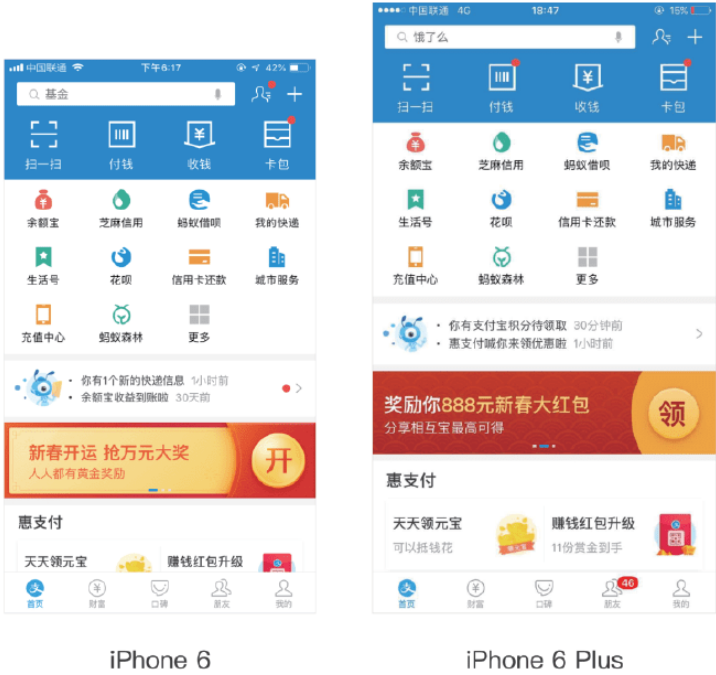 中国联通
下午6:17
42%
基金
扫一扫
付钱
收钱
卡包
余额宝
芝麻信用
蚂蚁借呗
我的快递
生活号
花呗
信用卡还款
城市服务
充值中心
蚂蚁森林
更多
· 你有1个新的快递信息 1小时前
· 余额宝收益到账啦 30天前
新春开运 抢万元大奖
人人都有黄金奖励
开
惠支付
天天领元宝
赚钱红包升级
支
首页
财富
口碑
朋友
我的
iPhone 6
中国联通 4G
18:47
15%
饿了么
扫一扫
付钱
收钱
卡包
余额宝
芝麻信用
蚂蚁借呗
我的快递
生活号
花呗
信用卡还款
城市服务
充值中心
蚂蚁森林
更多
· 你有支付宝积分待领取 30分钟前
· 惠支付喊你来领优惠啦 1小时前
奖励你888元新春大红包
分享相互宝最高可得
领
惠支付
天天领元宝
可以抵钱花
赚钱红包升级
11份赏金到手
支
首页
财富
口碑
46
朋友
我的
iPhone 6 Plus